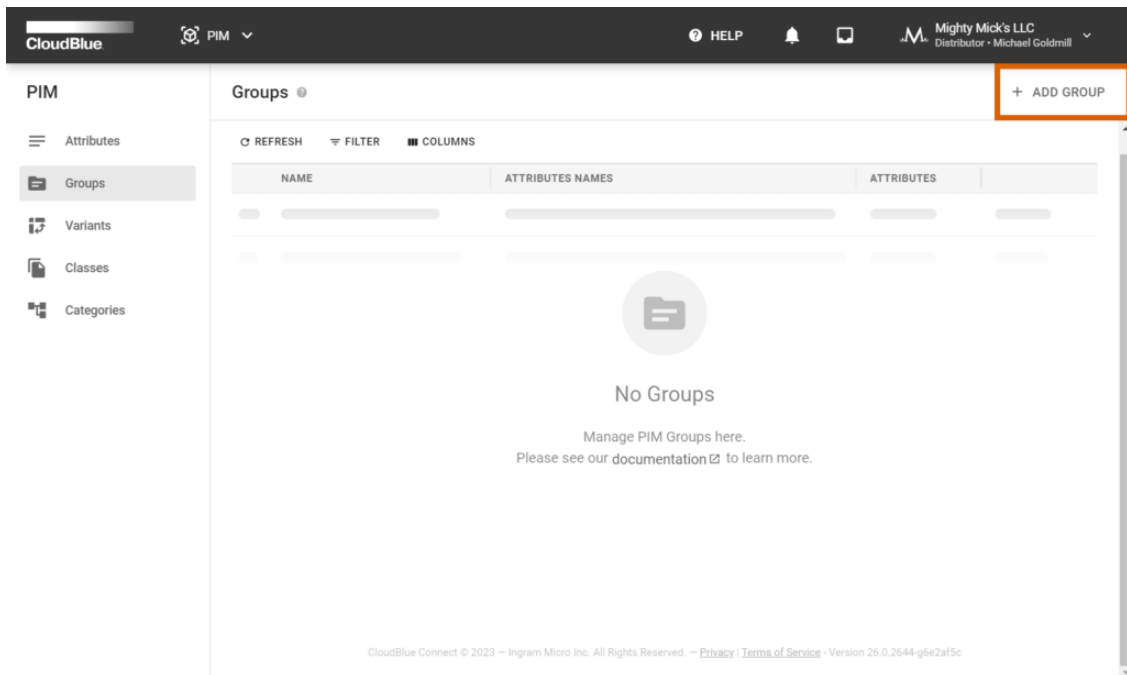 CloudBlue
PIM
HELP
Mighty Mick's LLC
Distributor • Michael Goldmill
PIM
Groups
+ ADD GROUP
Attributes
Groups
Variants
Classes
Categories
REFRESH FILTER COLUMNS
NAME ATTRIBUTES NAMES ATTRIBUTES
No Groups
Manage PIM Groups here.
Please see our documentation to learn more.
CloudBlue Connect © 2023 — Ingram Micro Inc. All Rights Reserved. — Privacy | Terms of Service - Version 26.0.2644-g6e2af5c